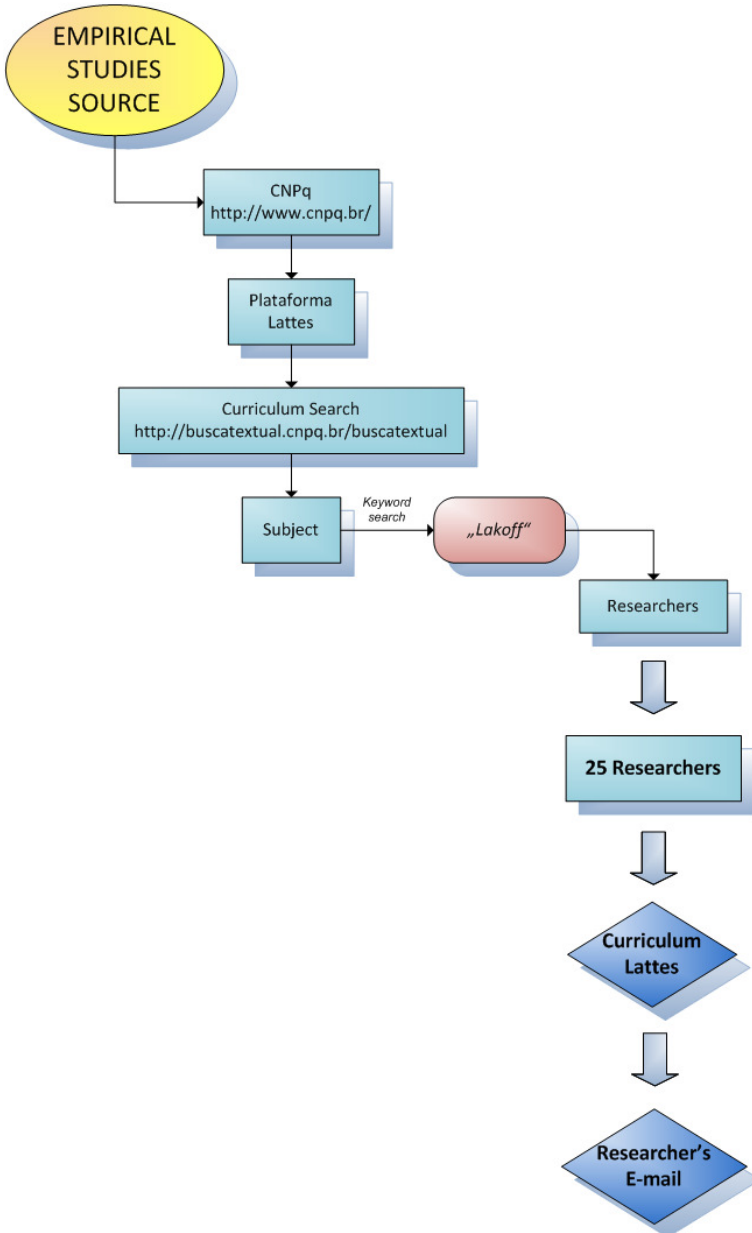 EMPIRICAL
STUDIES
SOURCE
CNPq
http://www.cnpq.br/
Plataforma
Lattes
Curriculum Search
http://buscatextual.cnpq.br/buscatextual
Subject
Keyword
search
„Lakoff“
Researchers
25 Researchers
Curriculum
Lattes
Researcher’s
E-mail